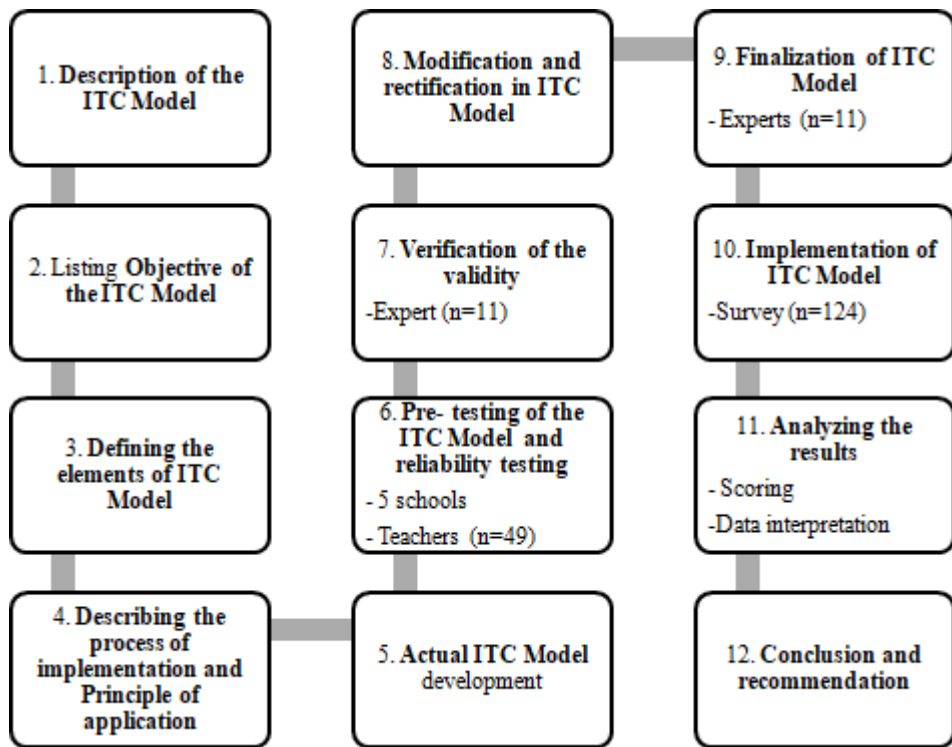 1. Description of the
ITC Model
2. Listing Objective of
the ITC Model
3. Defining the
elements of ITC
Model
4. Describing the
process of
implementation and
Principle of
application
5. Actual ITC Model
development
6. Pre- testing of the
ITC Model and
reliability testing
- 5 schools
- Teachers (n=49)
7. Verification of the
validity
-Expert (n=11)
8. Modification and
rectification in ITC
Model
9. Finalization of ITC
Model
- Experts (n=11)
10. Implementation of
ITC Model
-Survey (n=124)
11. Analyzing the
results
- Scoring
-Data interpretation
12. Conclusion and
recommendation